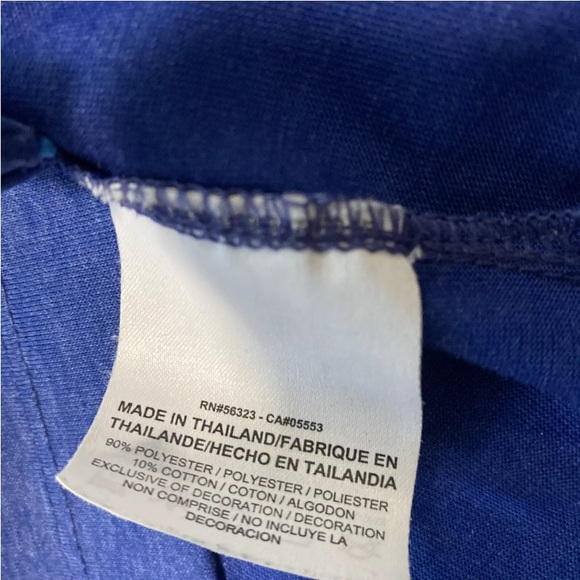 RN#56323 - CA#05553
MADE IN THAILAND/FABRIQUE EN
THAILANDE/HECHO EN TAILANDIA
90% POLYESTER / POLYESTER / POLIESTER
10% COTTON / COTON / ALGODON
EXCLUSIVE OF DECORATION / DECORATION
NON COMPRISE / NO INCLUYE LA
DECORACION